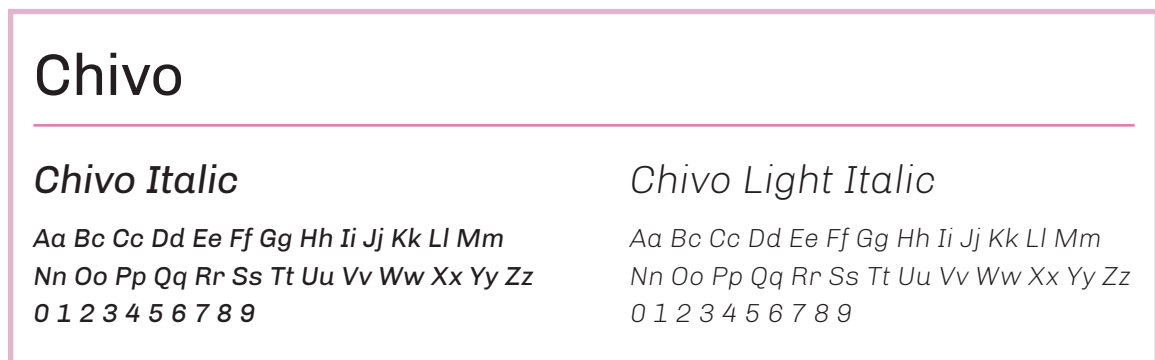 Chivo
Chivo Italic
Aa Bc Cc Dd Ee Ff Gg Hh Ii Jj Kk Ll Mm
Nn Oo Pp Qq Rr Ss Tt Uu Vv Ww Xx Yy Zz
0 1 2 3 4 5 6 7 8 9
Chivo Light Italic
Aa Bc Cc Dd Ee Ff Gg Hh Ii Jj Kk Ll Mm
Nn Oo Pp Qq Rr Ss Tt Uu Vv Ww Xx Yy Zz
0 1 2 3 4 5 6 7 8 9